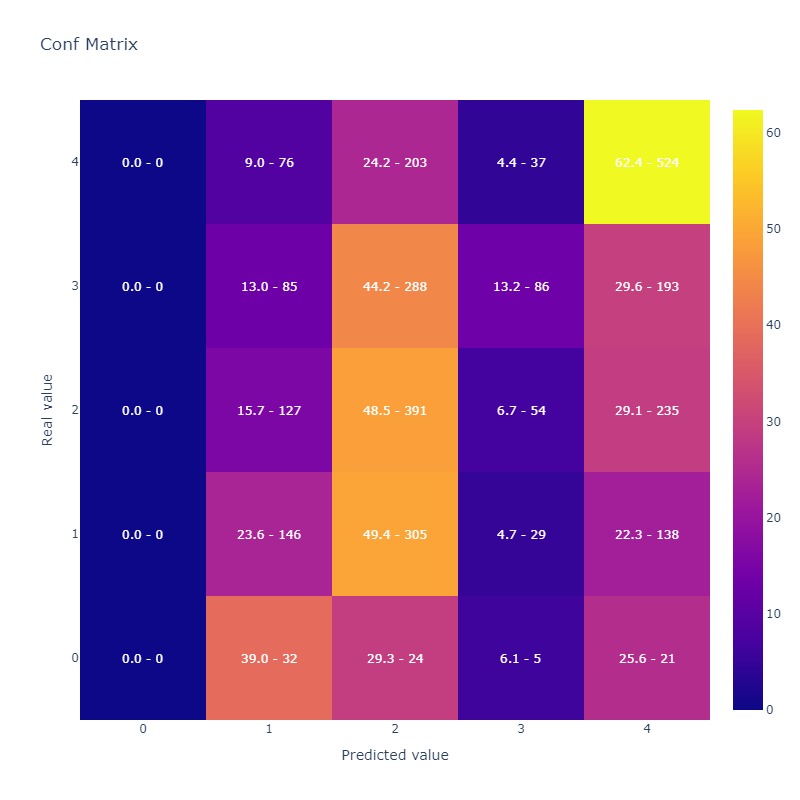 Conf Matrix
4 0.0 - 0 9.0 - 76 24.2 - 203 4.4 - 37 62.4 - 524
3 0.0 - 0 13.0 - 85 44.2 - 288 13.2 - 86 29.6 - 193
2 0.0 - 0 15.7 - 127 48.5 - 391 6.7 - 54 29.1 - 235
1 0.0 - 0 23.6 - 146 49.4 - 305 4.7 - 29 22.3 - 138
0 0.0 - 0 39.0 - 32 29.3 - 24 6.1 - 5 25.6 - 21
0 1 2 3 4
Predicted value
Real value
60
50
40
30
20
10
0